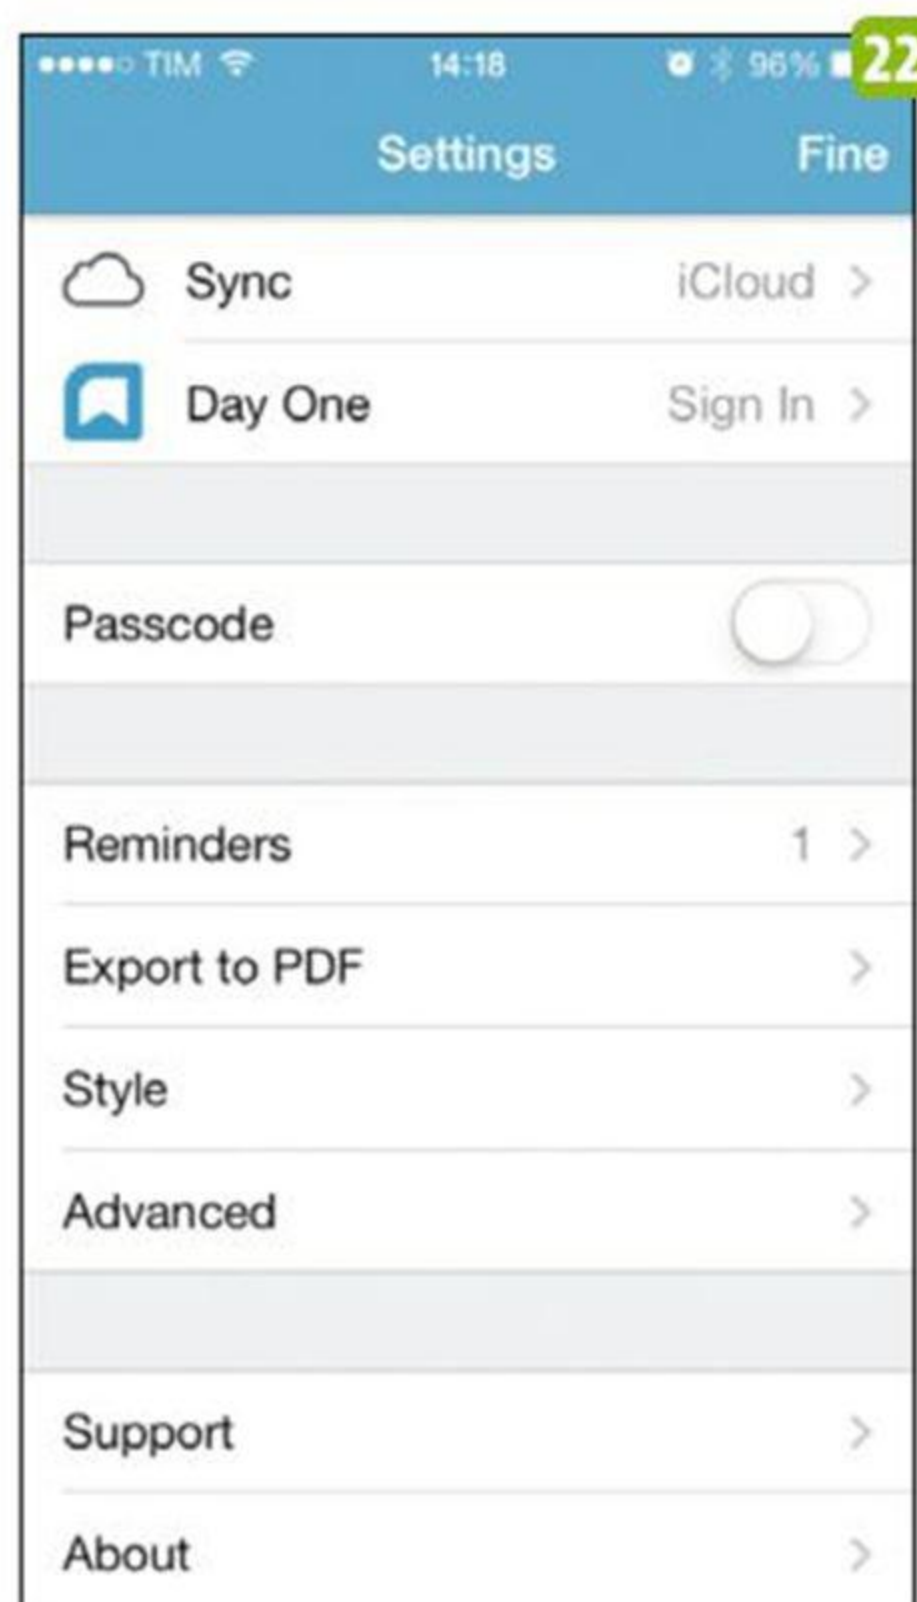 TIM 14:18 96% 22
Settings Fine
Sync iCloud
Day One Sign In
Passcode
Reminders 1
Export to PDF
Style
Advanced
Support
About